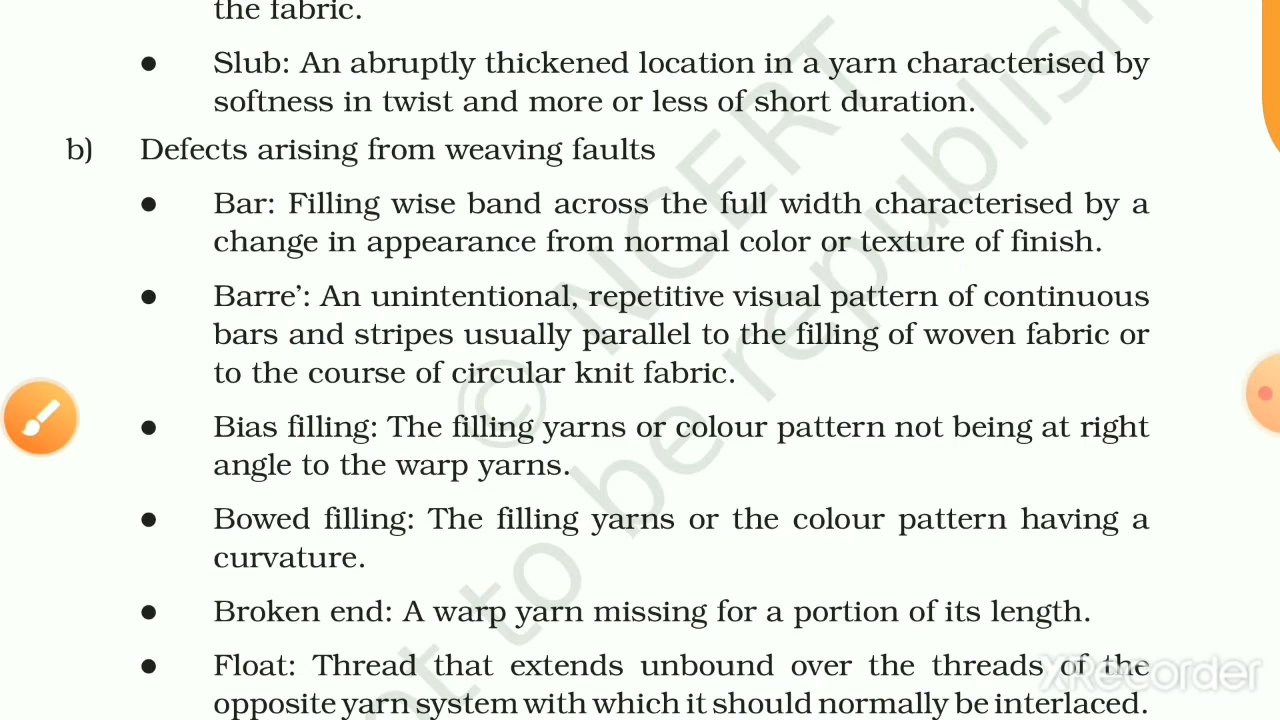 the fabric.
● Slub: An abruptly thickened location in a yarn characterised by
softness in twist and more or less of short duration.
b) Defects arising from weaving faults
● Bar: Filling wise band across the full width characterised by a
change in appearance from normal color or texture of finish.
● Barre’: An unintentional, repetitive visual pattern of continuous
bars and stripes usually parallel to the filling of woven fabric or
to the course of circular knit fabric.
● Bias filling: The filling yarns or colour pattern not being at right
angle to the warp yarns.
● Bowed filling: The filling yarns or the colour pattern having a
curvature.
● Broken end: A warp yarn missing for a portion of its length.
● Float: Thread that extends unbound over the threads of the
opposite yarn system with which it should normally be interlaced.
© NCERT
not to be republish
XRecorder